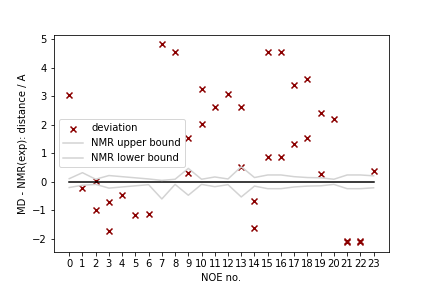 5
4
3
2
1
0
−1
−2
MD - NMR(exp): distance / A
deviation
NMR upper bound
NMR lower bound
0 1 2 3 4 5 6 7 8 9 10 11 12 13 14 15 16 17 18 19 20 21 22 23
NOE no.